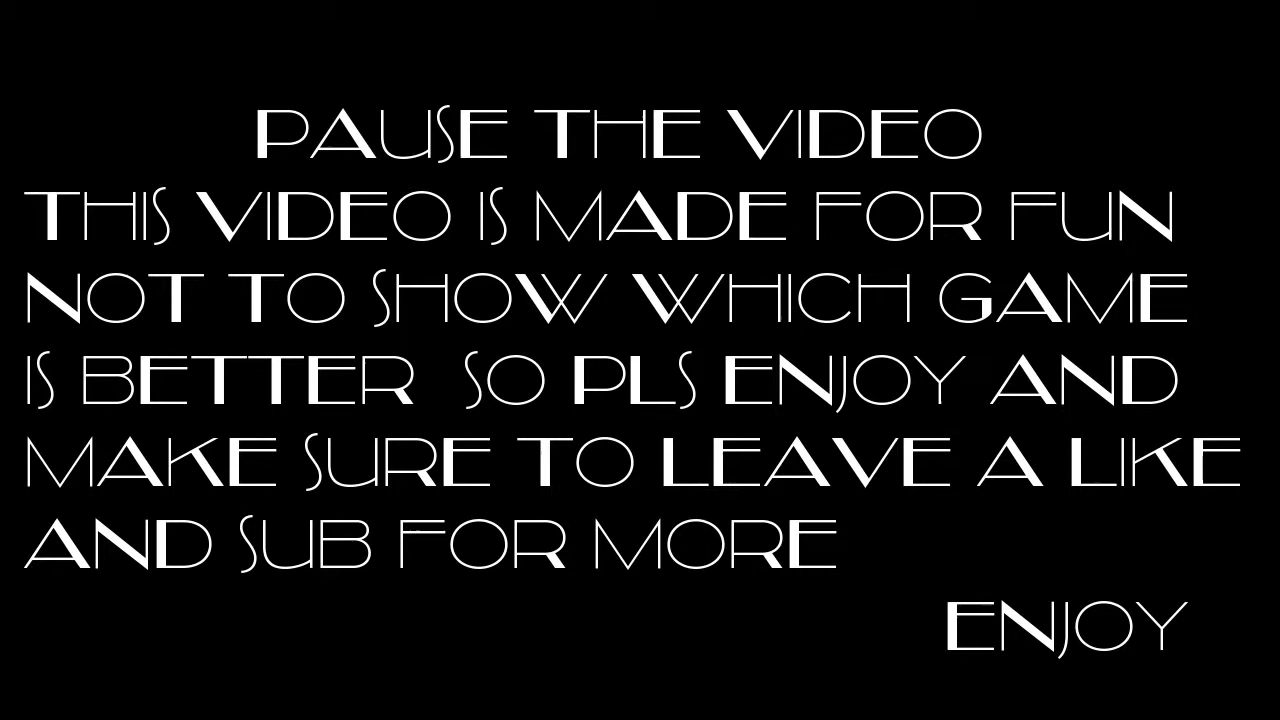 PAUSE THE VIDEO
THIS VIDEO IS MADE FOR FUN
NOT TO SHOW WHICH GAME
IS BETTER SO PLS ENJOY AND
MAKE SURE TO LEAVE A LIKE
AND SUB FOR MORE
ENJOY